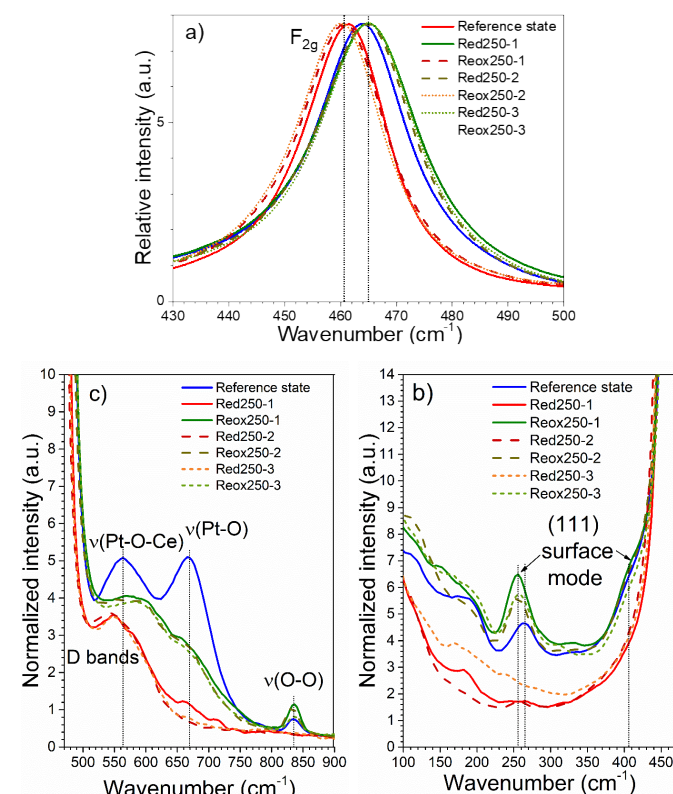 a)
F2g
Reference state
Red250-1
Reox250-1
Red250-2
Reox250-2
Red250-3
Reox250-3
Relative intensity (a.u.)
5
0
430 440 450 460 470 480 490 500
Wavenumber (cm-1)
c)
Reference state
Red250-1
Reox250-1
Red250-2
Reox250-2
Red250-3
Reox250-3
ν(Pt-O-Ce)
ν(Pt-O)
D bands
ν(O-O)
Normalized intensity (a.u.)
10
9
8
7
6
5
4
3
2
1
0
500 550 600 650 700 750 800 850 900
Wavenumber (cm-1)
b)
Reference state
Red250-1
Reox250-1
Red250-2
Reox250-2
Red250-3
Reox250-3
(111)
surface
mode
Normalized intensity (a.u.)
14
13
12
11
10
9
8
7
6
5
4
3
2
1
0
100 150 200 250 300 350 400 450
Wavenumber (cm-1)